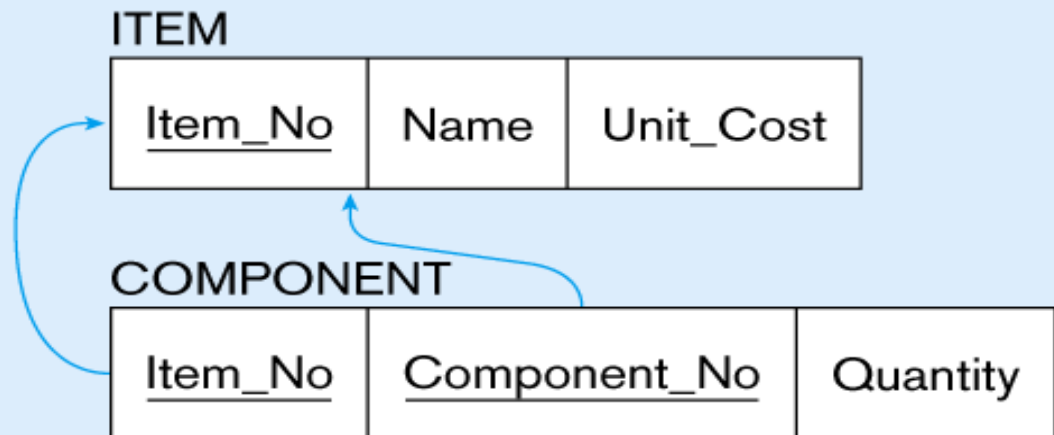 ITEM
Item_No Name Unit_Cost
COMPONENT
Item_No Component_No Quantity